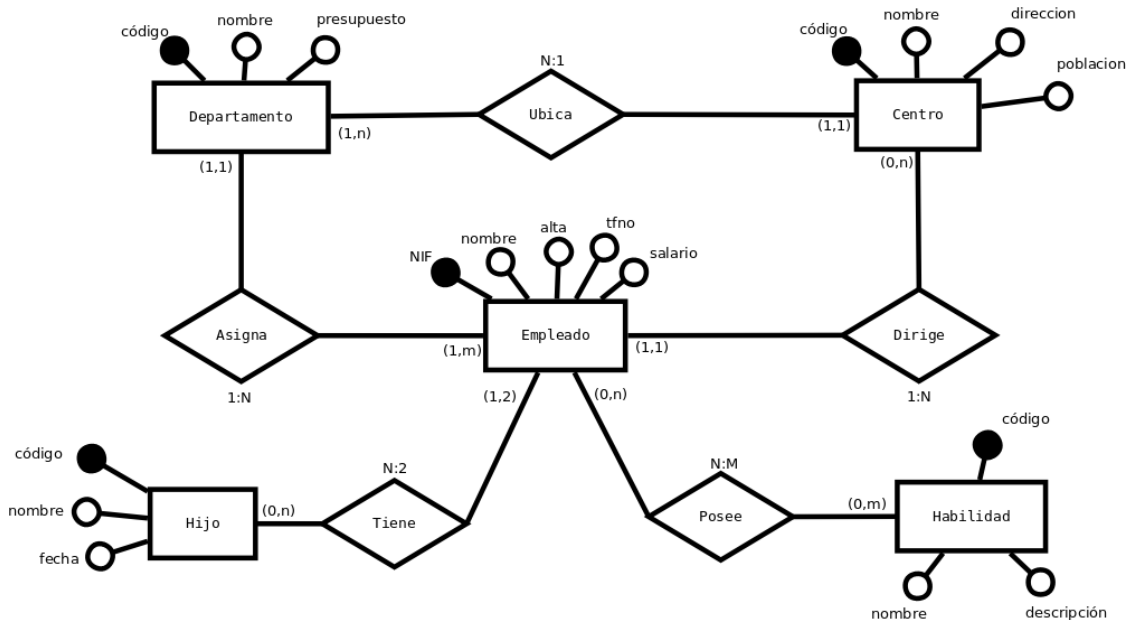 código
nombre
presupuesto
Departamento
(1,n)
(1,1)
N:1
Ubica
código
nombre
direccion
poblacion
Centro
(1,1)
(0,n)
NIF
nombre
alta
tfno
salario
Asigna
1:N
Empleado
(1,m)
(1,1)
(1,2)
(0,n)
Dirige
1:N
código
nombre
fecha
Hijo
(0,n)
N:2
Tiene
N:M
Posee
(0,m)
código
Habilidad
nombre
descripción